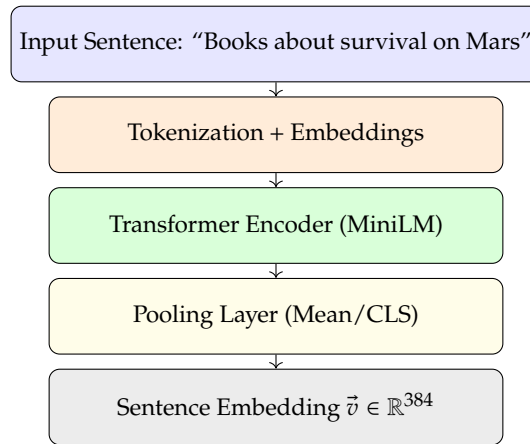 Input Sentence: “Books about survival on Mars”
Tokenization + Embeddings
Transformer Encoder (MiniLM)
Pooling Layer (Mean/CLS)
Sentence Embedding $\vec{v} \in \mathbb{R}^{384}$